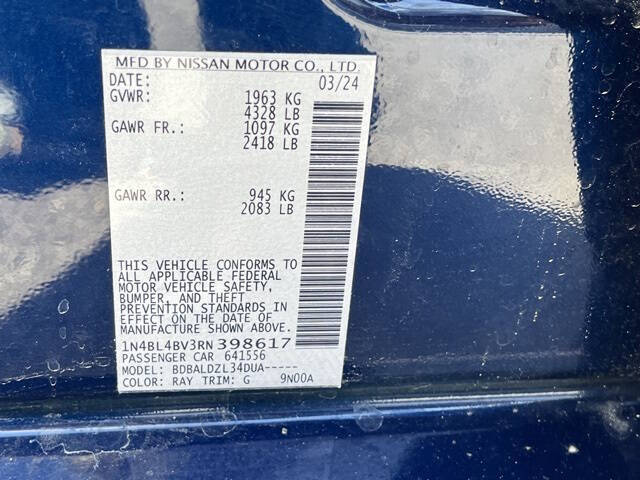 MFD BY NISSAN MOTOR CO., LTD.
DATE: 03/24
GVWR: 1963 KG
4328 LB
GAWR FR.: 1097 KG
2418 LB
GAWR RR.: 945 KG
2083 LB
THIS VEHICLE CONFORMS TO
ALL APPLICABLE FEDERAL
MOTOR VEHICLE SAFETY,
BUMPER, AND THEFT
PREVENTION STANDARDS IN
EFFECT ON THE DATE OF
MANUFACTURE SHOWN ABOVE.
1N4BL4BV3RN398617
PASSENGER CAR 641556
MODEL: BDBALDZL34DUA-----
COLOR: RAY TRIM: G 9N00A